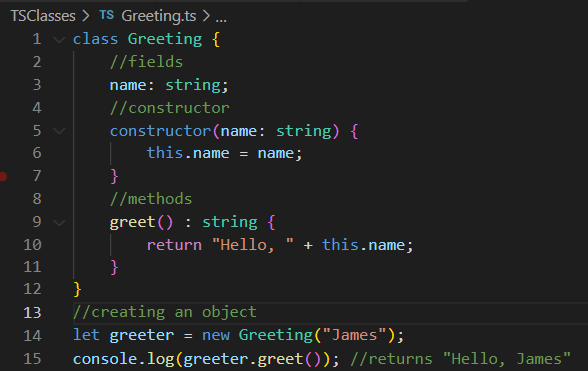 TSClasses > TS Greeting.ts > ...
1 class Greeting {
2     //fields
3     name: string;
4     //constructor
5     constructor(name: string) {
6         this.name = name;
7     }
8     //methods
9     greet() : string {
10         return "Hello, " + this.name;
11     }
12 }
13 //creating an object
14 let greeter = new Greeting("James");
15 console.log(greeter.greet()); //returns "Hello, James"